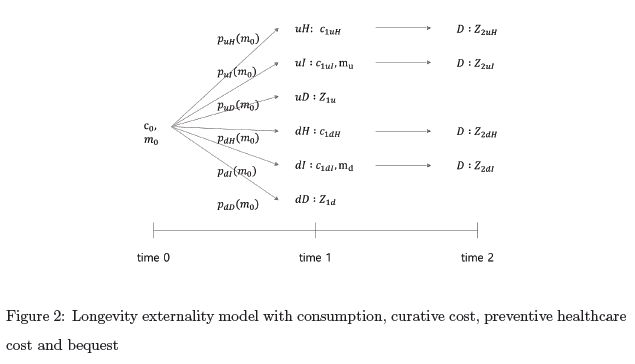 p_{uH}(m_0)
uH: c_{1uH}
D : Z_{2uH}
p_{uI}(m_0)
uI : c_{1uI}, m_u
D : Z_{2uI}
p_{uD}(m_0)
uD : Z_{1u}
c_0,
m_0
p_{dH}(m_0)
dH : c_{1dH}
D : Z_{2dH}
p_{dI}(m_0)
dI : c_{1dI}, m_d
D : Z_{2dI}
p_{dD}(m_0)
dD : Z_{1d}
time 0
time 1
time 2
Figure 2: Longevity externality model with consumption, curative cost, preventive healthcare
cost and bequest